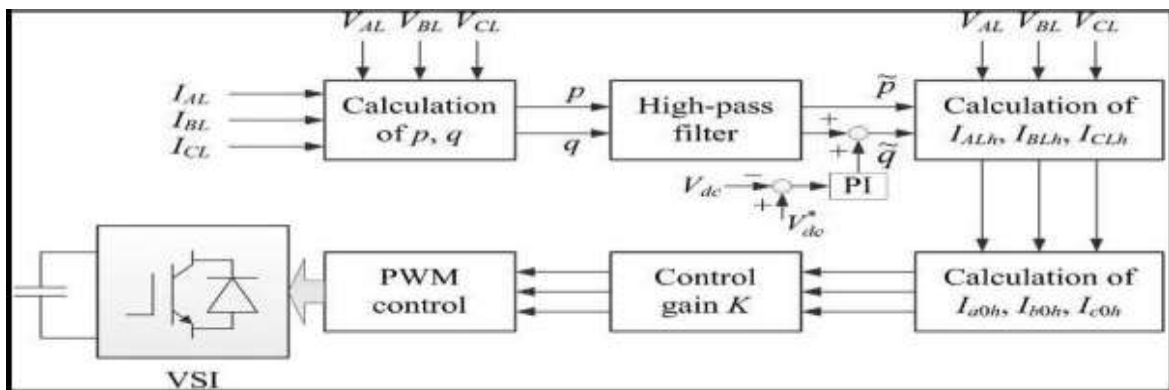 V_AL V_BL V_CL
V_AL V_BL V_CL
I_AL
I_BL
I_CL
Calculation
of p, q
p
q
High-pass
filter
p̃
+
+
q̃
Calculation of
I_ALh, I_BLh, I_CLh
V_dc
−
+
V*_dc
PI
VSI
PWM
control
Control
gain K
Calculation of
I_a0h, I_b0h, I_c0h